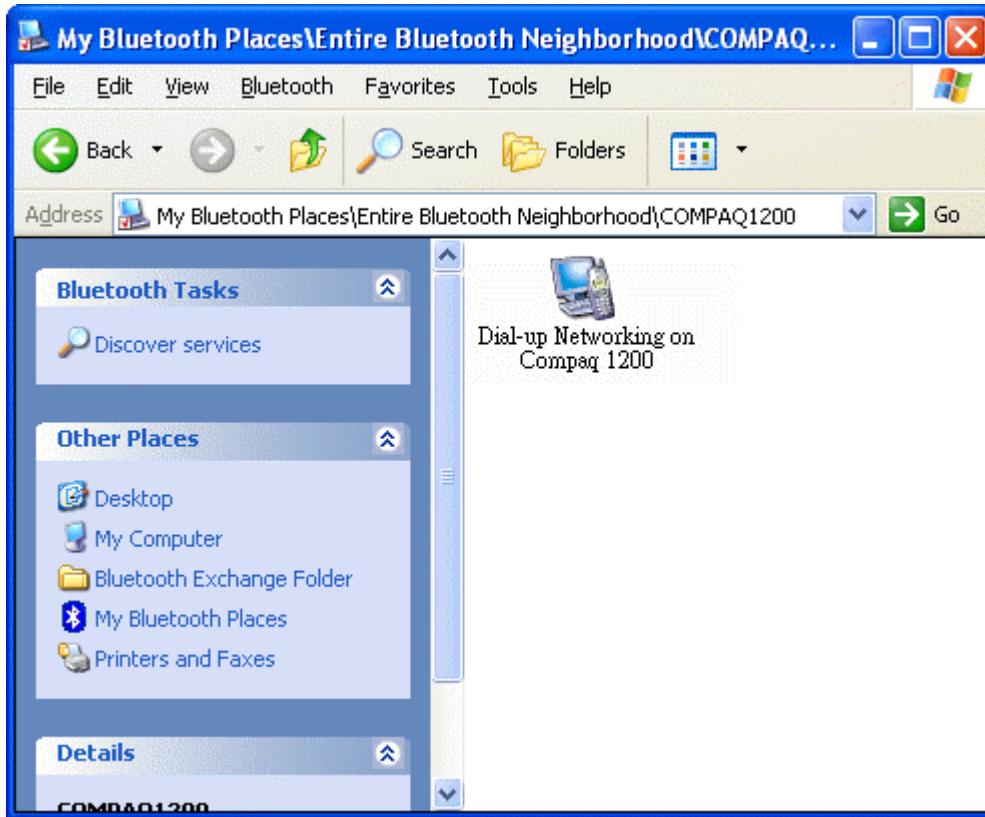 My Bluetooth Places\Entire Bluetooth Neighborhood\COMPAQ...
File Edit View Bluetooth Favorites Tools Help
Back Search Folders
Address My Bluetooth Places\Entire Bluetooth Neighborhood\COMPAQ1200 Go
Bluetooth Tasks
Discover services
Other Places
Desktop
My Computer
Bluetooth Exchange Folder
My Bluetooth Places
Printers and Faxes
Details
COMPAQ1200
Dial-up Networking on
Compaq 1200